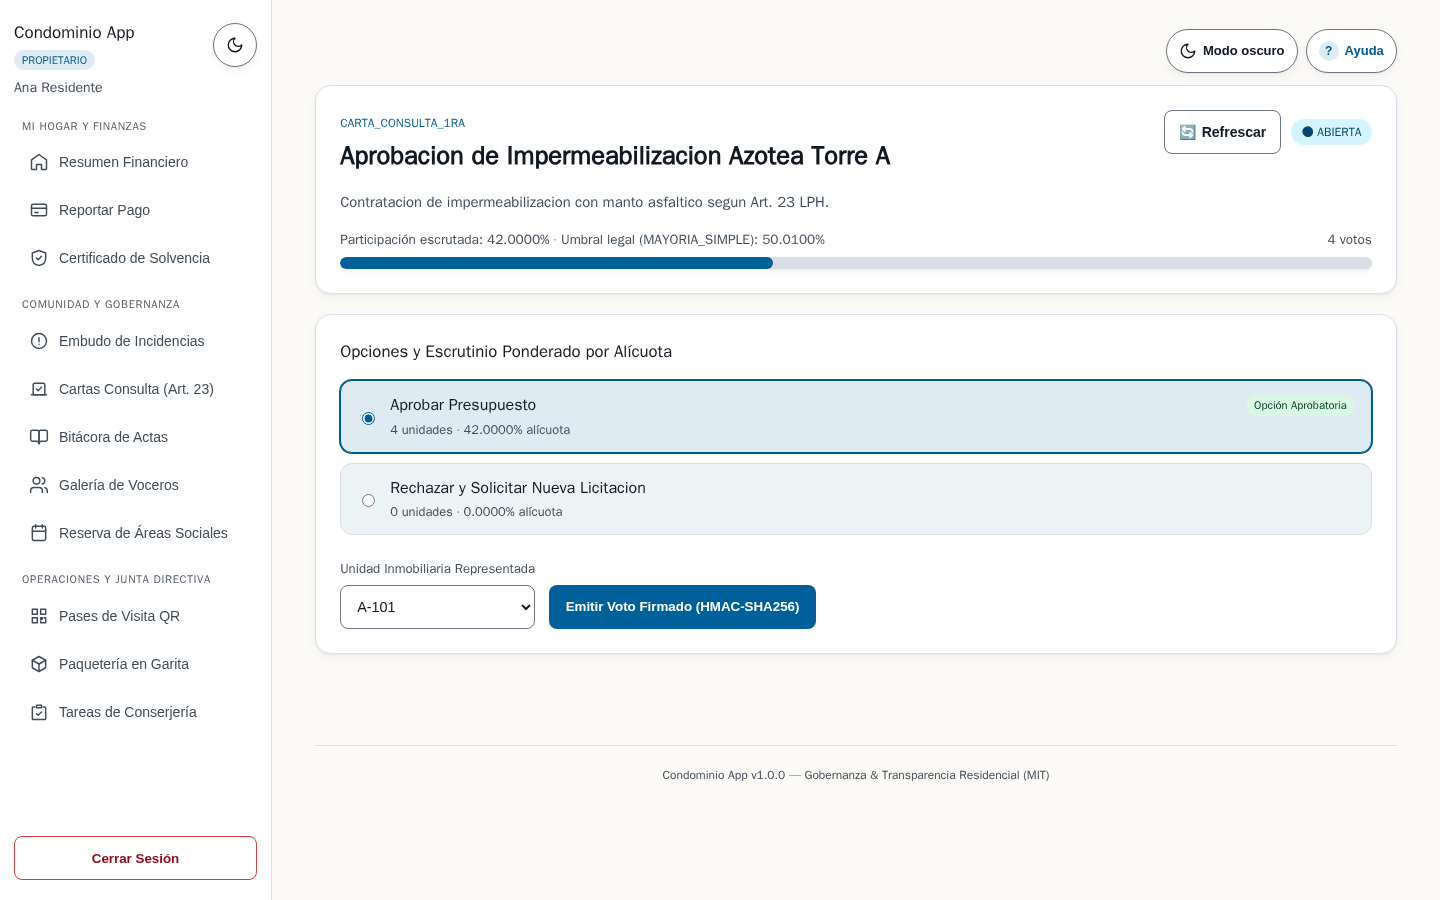 Condominio App
PROPIETARIO
Ana Residente
MI HOGAR Y FINANZAS
Resumen Financiero
Reportar Pago
Certificado de Solvencia
COMUNIDAD Y GOBERNANZA
Embudo de Incidencias
Cartas Consulta (Art. 23)
Bitácora de Actas
Galería de Voceros
Reserva de Áreas Sociales
OPERACIONES Y JUNTA DIRECTIVA
Pases de Visita QR
Paquetería en Garita
Tareas de Conserjería
Cerrar Sesión
Modo oscuro
? Ayuda
CARTA_CONSULTA_1RA
Refrescar
ABIERTA
Aprobacion de Impermeabilizacion Azotea Torre A
Contratacion de impermeabilizacion con manto asfaltico segun Art. 23 LPH.
Participación escrutada: 42.0000% · Umbral legal (MAYORIA_SIMPLE): 50.0100%
4 votos
Opciones y Escrutinio Ponderado por Alícuota
Aprobar Presupuesto
Opción Aprobatoria
4 unidades · 42.0000% alícuota
Rechazar y Solicitar Nueva Licitacion
0 unidades · 0.0000% alícuota
Unidad Inmobiliaria Representada
A-101
Emitir Voto Firmado (HMAC-SHA256)
Condominio App v1.0.0 — Gobernanza & Transparencia Residencial (MIT)